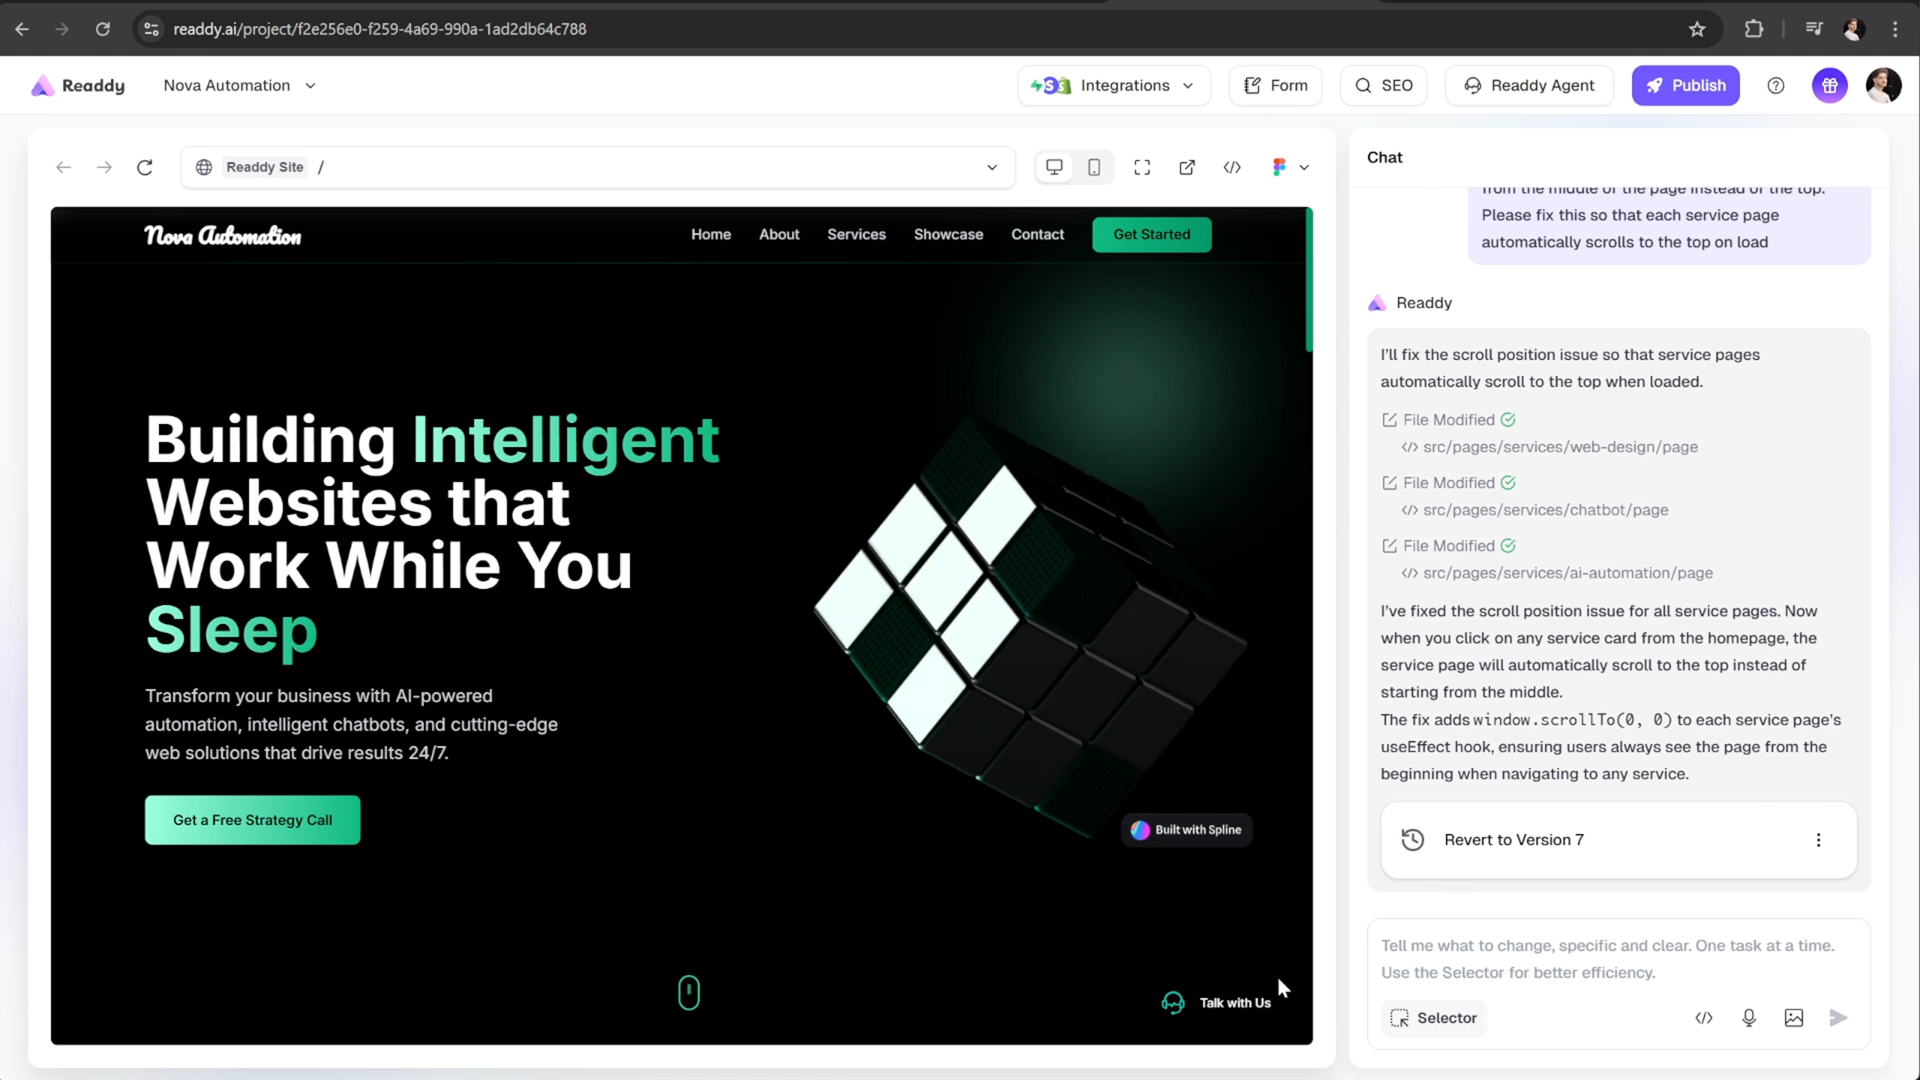 readdy.ai/project/f2e256e0-f259-4a69-990a-1ad2db64c788
Readdy
Nova Automation
Integrations
Form
SEO
Readdy Agent
Publish
Readdy Site /
Nova Automation
Home
About
Services
Showcase
Contact
Get Started
Building Intelligent
Websites that
Work While You
Sleep
Transform your business with AI-powered
automation, intelligent chatbots, and cutting-edge
web solutions that drive results 24/7.
Get a Free Strategy Call
Built with Spline
Talk with Us
Chat
from the middle of the page instead of the top.
Please fix this so that each service page
automatically scrolls to the top on load
Readdy
I'll fix the scroll position issue so that service pages
automatically scroll to the top when loaded.
File Modified
</> src/pages/services/web-design/page
File Modified
</> src/pages/services/chatbot/page
File Modified
</> src/pages/services/ai-automation/page
I've fixed the scroll position issue for all service pages. Now
when you click on any service card from the homepage, the
service page will automatically scroll to the top instead of
starting from the middle.
The fix adds window.scrollTo(0, 0) to each service page's
useEffect hook, ensuring users always see the page from the
beginning when navigating to any service.
Revert to Version 7
Tell me what to change, specific and clear. One task at a time.
Use the Selector for better efficiency.
Selector